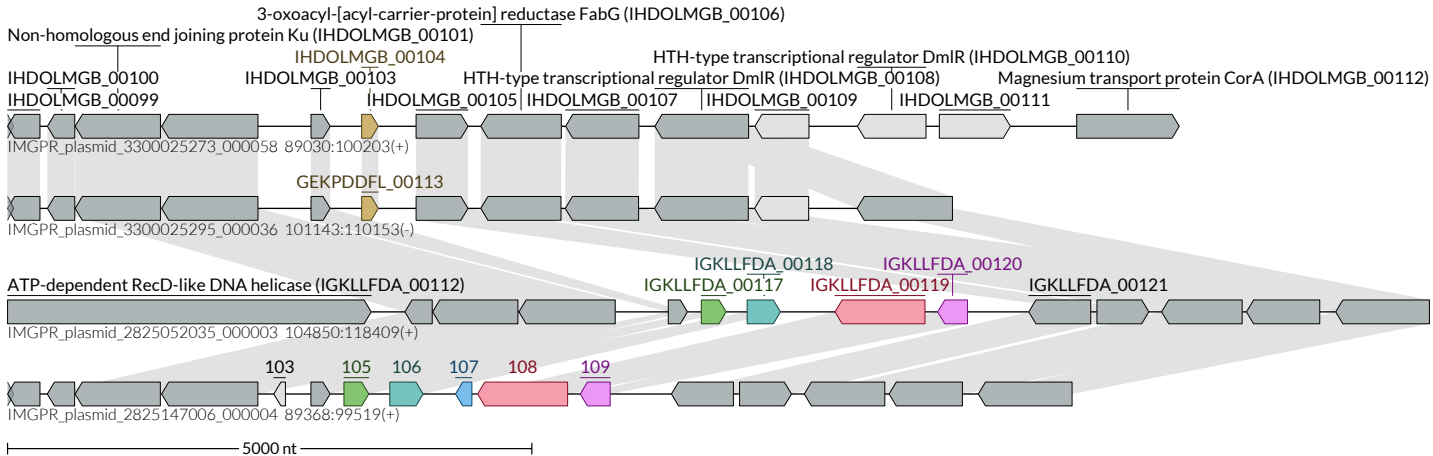 3-oxoacyl-[acyl-carrier-protein] reductase FabG (IHDOLMGB_00106)
Non-homologous end joining protein Ku (IHDOLMGB_00101)
IHDOLMGB_00104 HTH-type transcriptional regulator DmlR (IHDOLMGB_00110)
IHDOLMGB_00100 IHDOLMGB_00103 HTH-type transcriptional regulator DmlR (IHDOLMGB_00108) Magnesium transport protein CorA (IHDOLMGB_00112)
IHDOLMGB_00099 IHDOLMGB_00105 IHDOLMGB_00107 IHDOLMGB_00109 IHDOLMGB_00111
IMGPR_plasmid_3300025273_000058 89030:100203(+)
GEKPDDFL_00113
IMGPR_plasmid_3300025295_000036 101143:110153(-)
IGKLLFDA_00118 IGKLLFDA_00120
ATP-dependent RecD-like DNA helicase (IGKLLFDA_00112) IGKLLFDA_00117 IGKLLFDA_00119 IGKLLFDA_00121
IMGPR_plasmid_2825052035_000003 104850:118409(+)
103 105 106 107 108 109
IMGPR_plasmid_2825147006_000004 89368:99519(+)
5000 nt